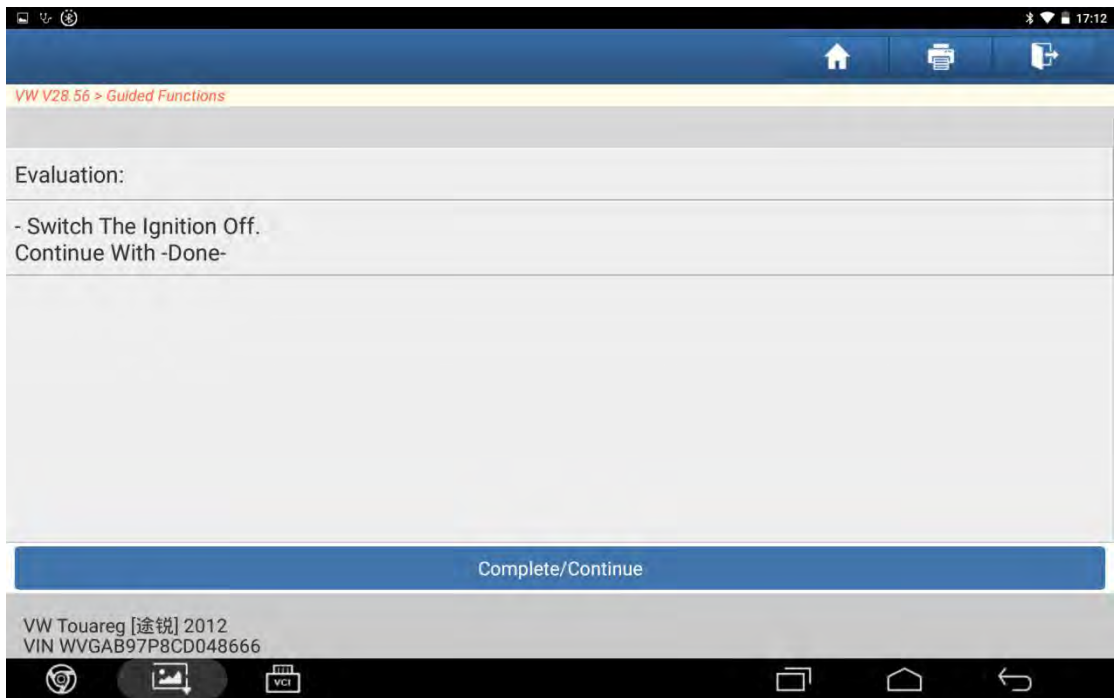 17:12
VW V28.56 > Guided Functions
Evaluation:
- Switch The Ignition Off.
Continue With -Done-
Complete/Continue
VW Touareg [途锐] 2012
VIN WVGAB97P8CD048666
VCI